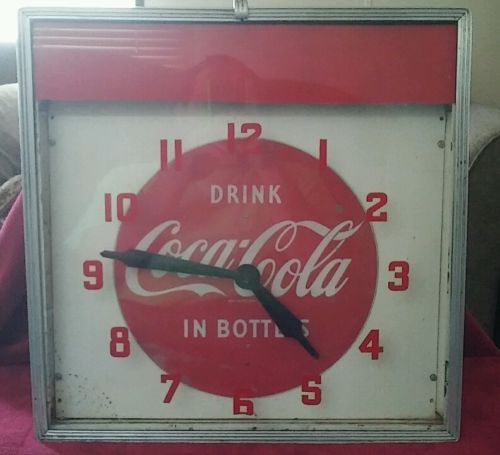 12
11 1
DRINK
10 2
Coca-Cola
9 3
IN BOTTLES
8 4
7 5
6